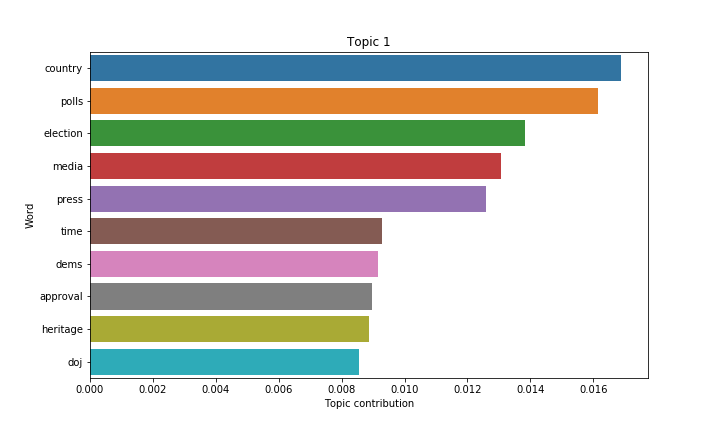 Topic 1
Word
country
polls
election
media
press
time
dems
approval
heritage
doj
0.000 0.002 0.004 0.006 0.008 0.010 0.012 0.014 0.016
Topic contribution